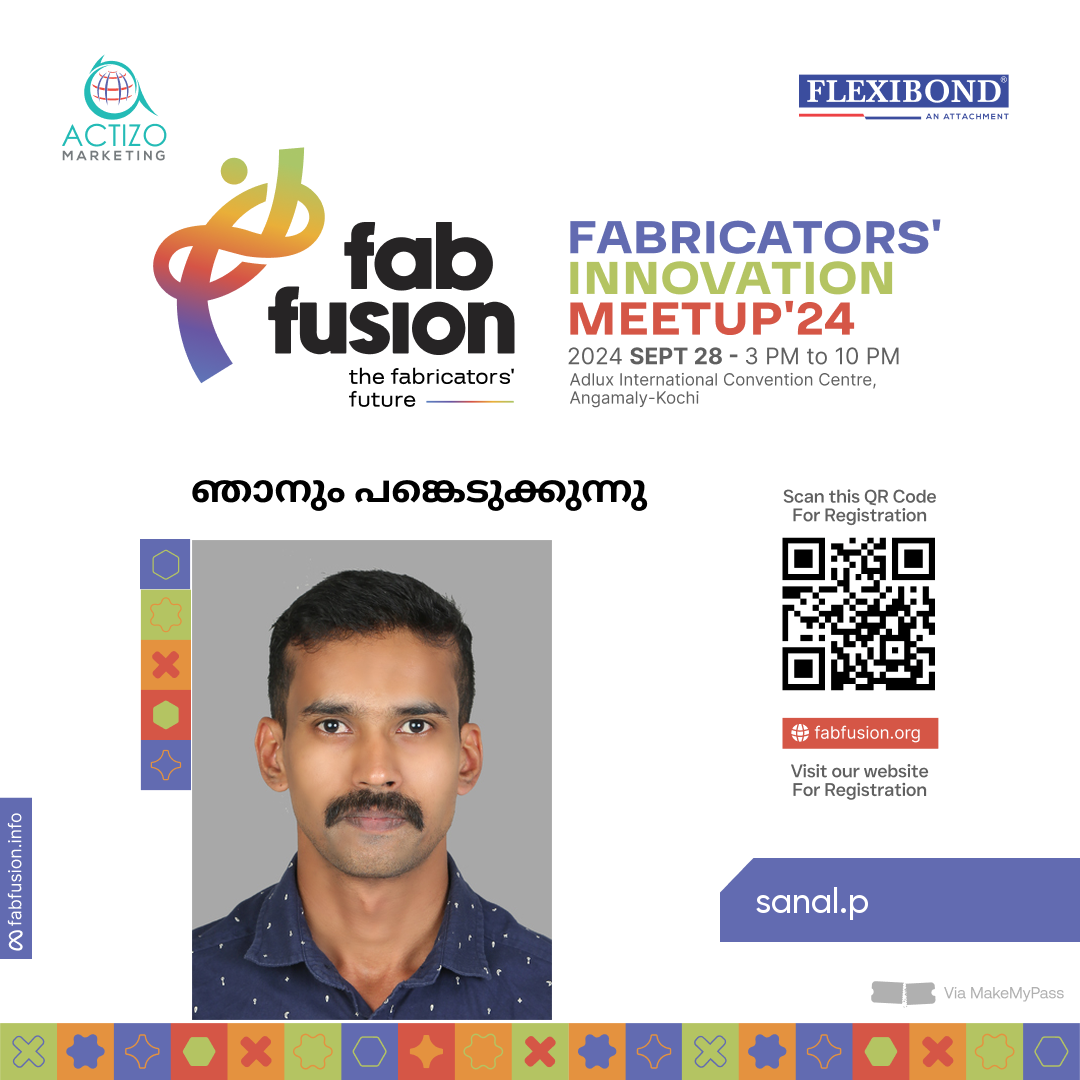 ACTIZO
MARKETING
FLEXIBOND®
AN ATTACHMENT
fab
fusion
the fabricators'
future
FABRICATORS'
INNOVATION
MEETUP'24
2024 SEPT 28 - 3 PM to 10 PM
Adlux International Convention Centre,
Angamaly-Kochi
ഞാനും പങ്കെടുക്കുന്നു
Scan this QR Code
For Registration
fabfusion.org
Visit our website
For Registration
fabfusion.info
sanal.p
Via MakeMyPass